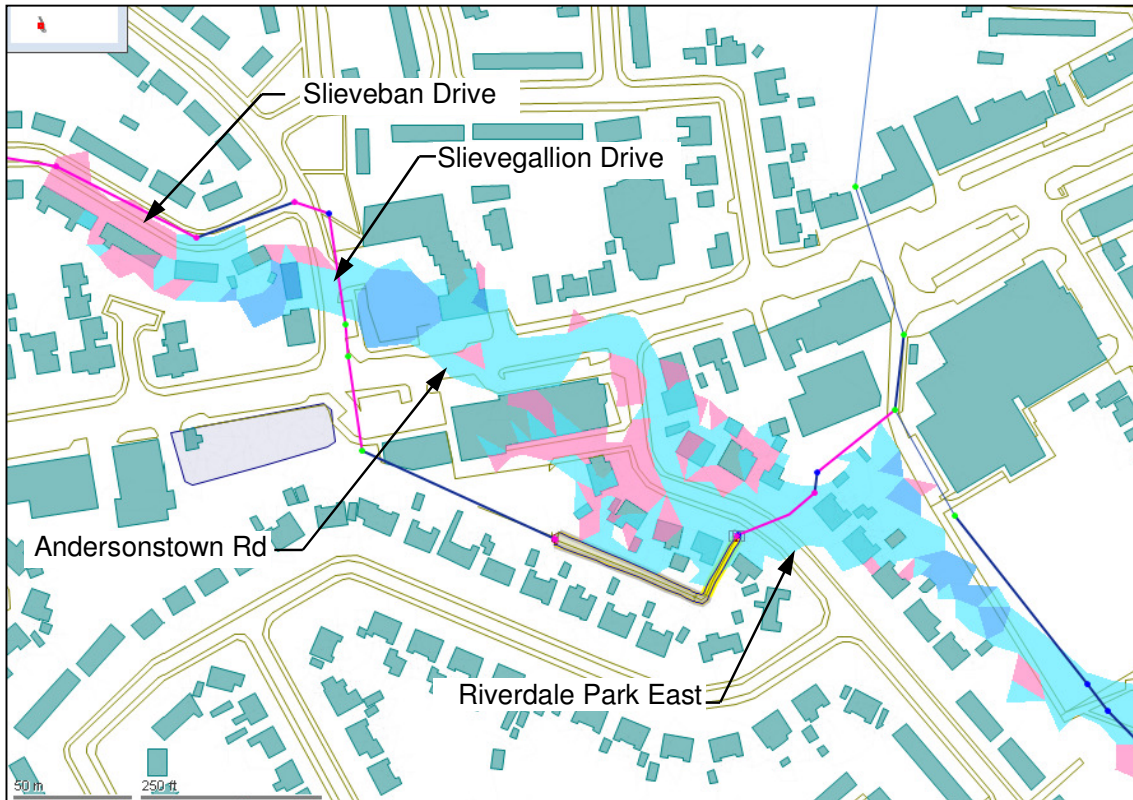 Slieveban Drive
Slievegallion Drive
Andersonstown Rd
Riverdale Park East
50 m
250 ft